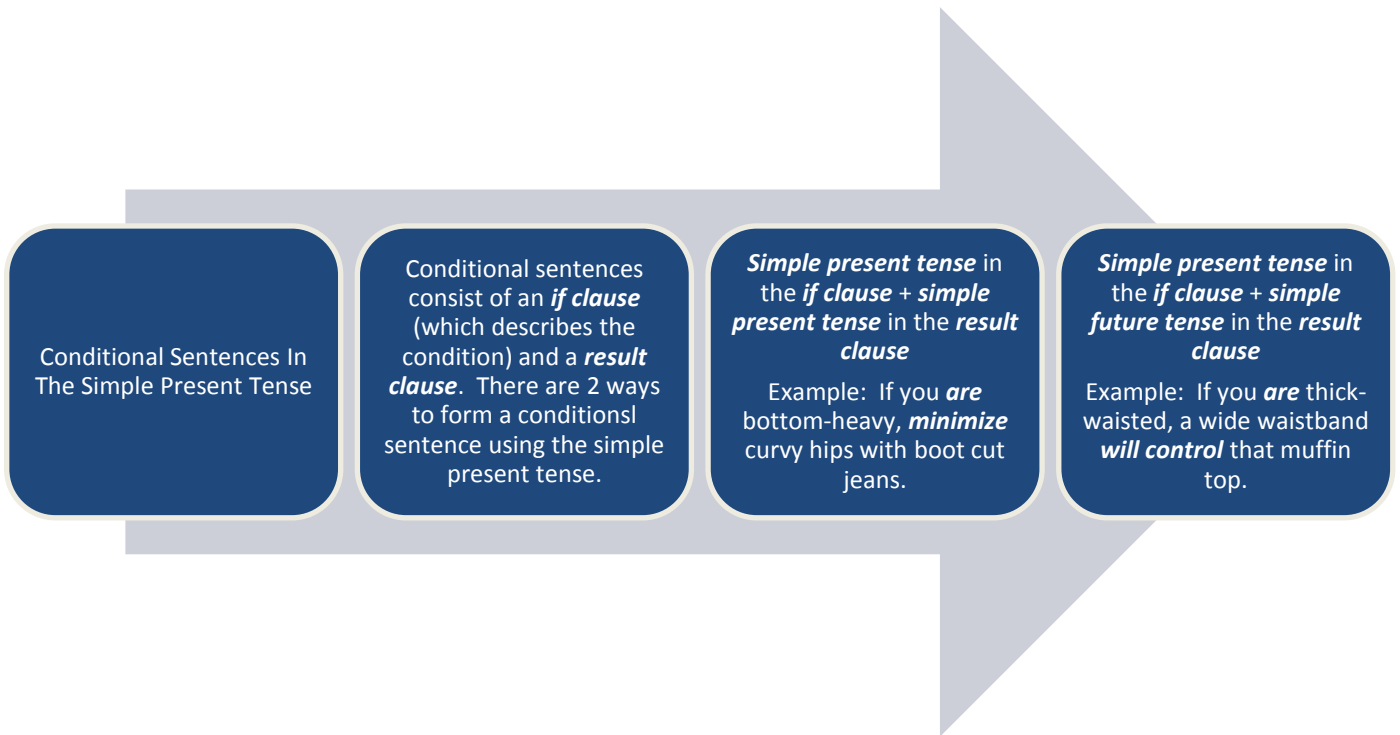 Conditional Sentences In
The Simple Present Tense
Conditional sentences
consist of an if clause
(which describes the
condition) and a result
clause.  There are 2 ways
to form a conditionsl
sentence using the simple
present tense.
Simple present tense in
the if clause + simple
present tense in the result
clause
Example:  If you are
bottom-heavy, minimize
curvy hips with boot cut
jeans.
Simple present tense in
the if clause + simple
future tense in the result
clause
Example:  If you are thick-
waisted, a wide waistband
will control that muffin
top.